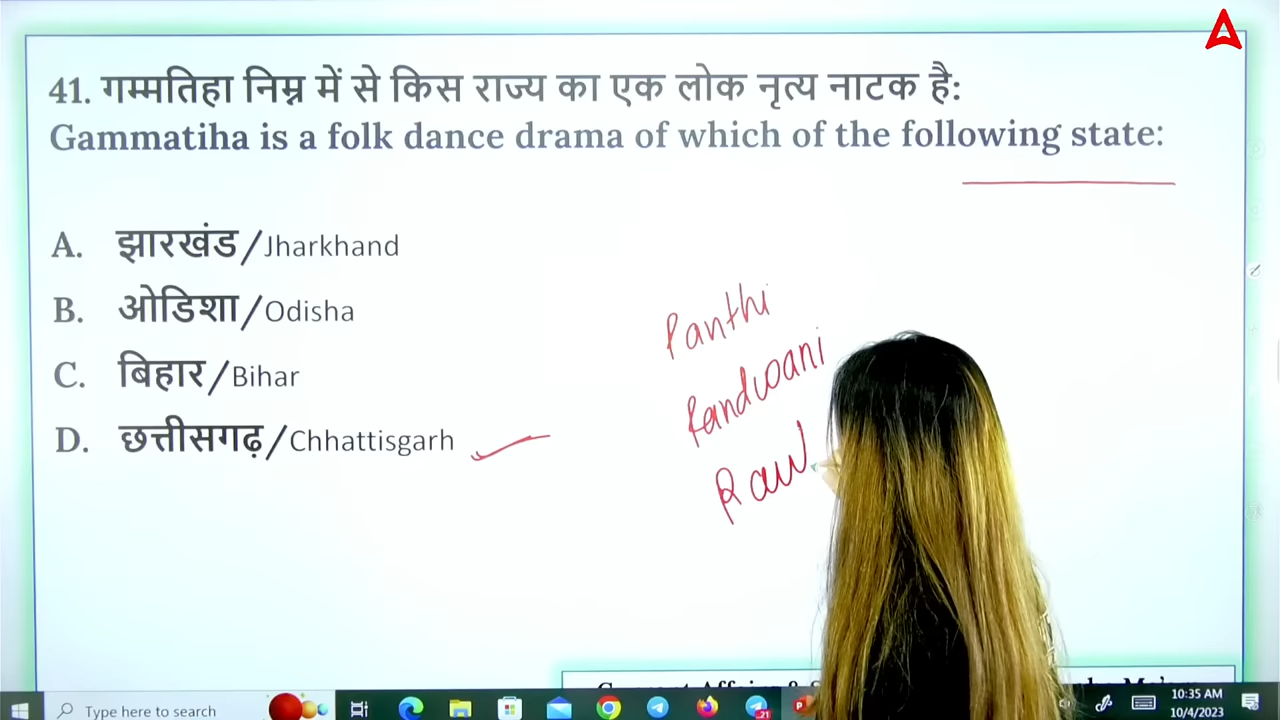 41. गम्मतिहा निम्न में से किस राज्य का एक लोक नृत्य नाटक है:
Gammatiha is a folk dance drama of which of the following state:
A. झारखंड/Jharkhand
B. ओडिशा/Odisha
C. बिहार/Bihar
D. छत्तीसगढ़/Chhattisgarh
Panthi
Pandwani
Raw
Type here to search
21
10:35 AM
10/4/2023